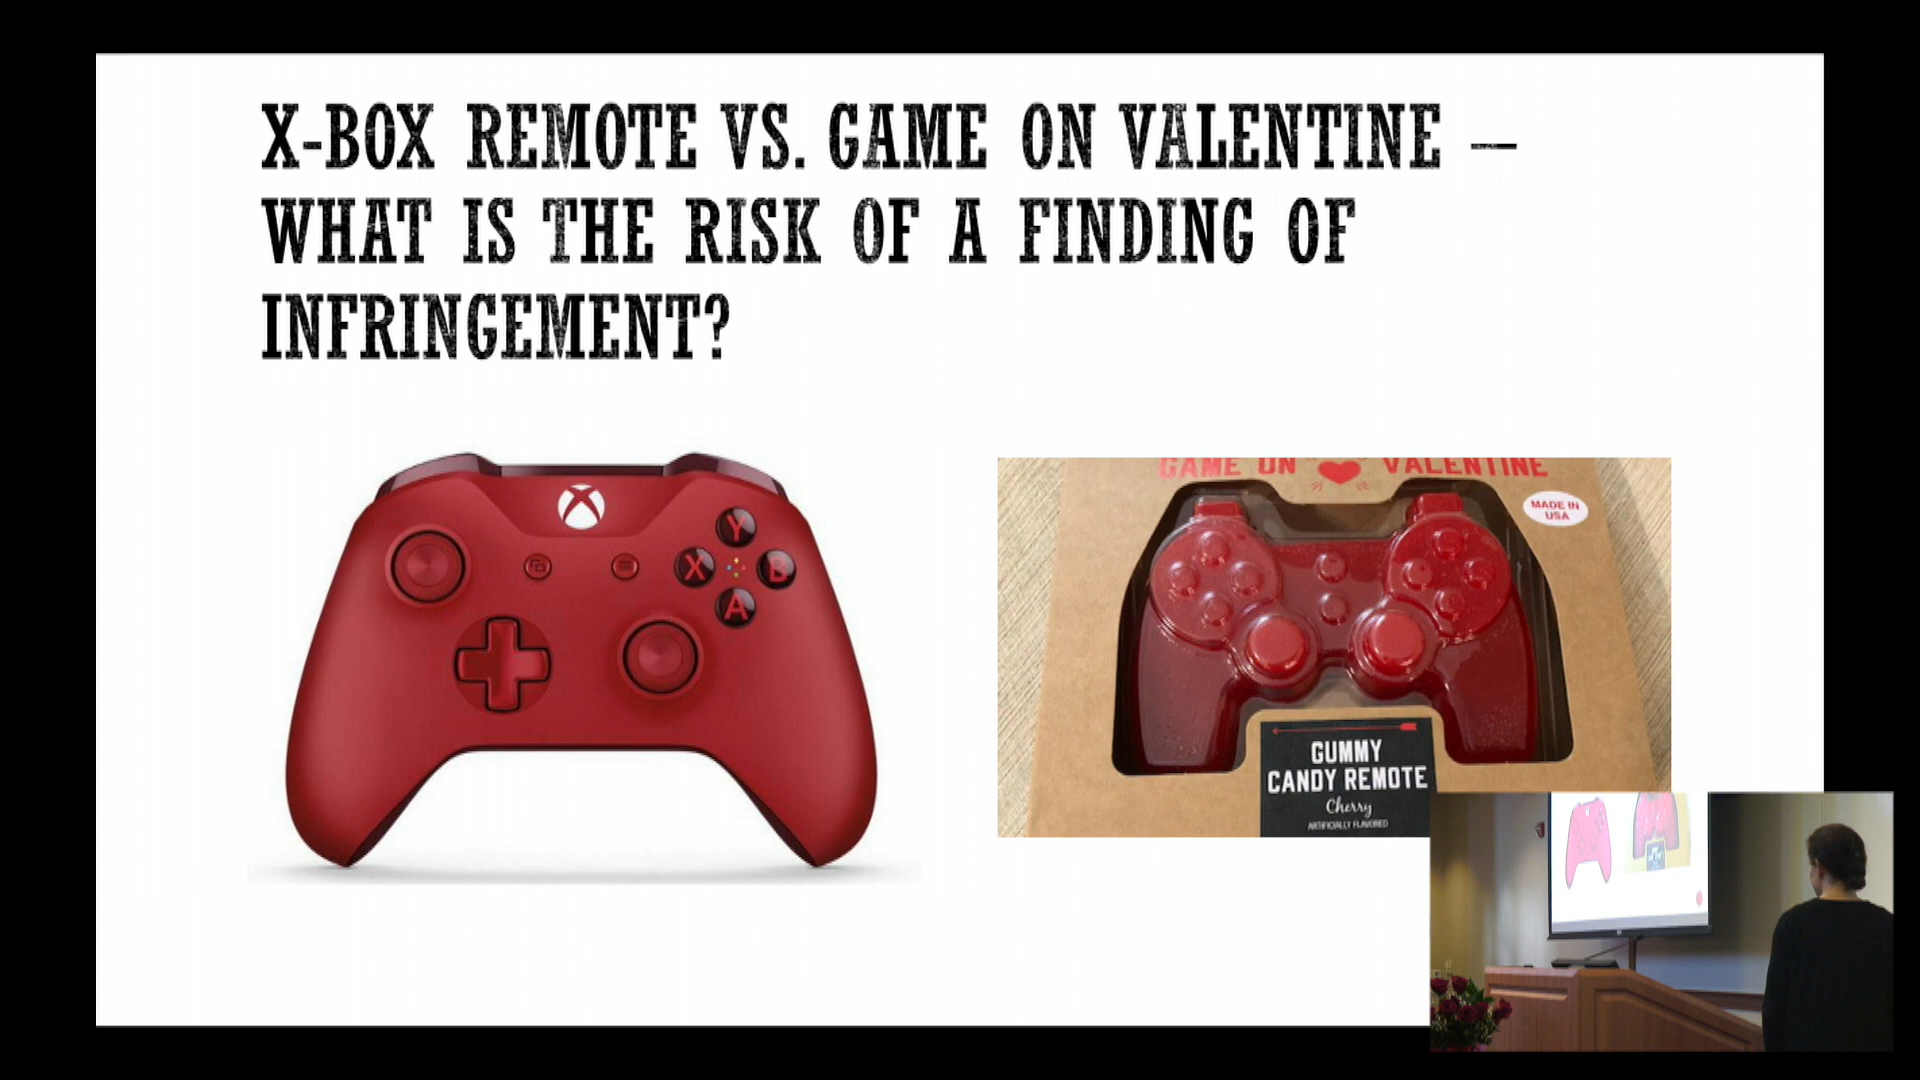 X-BOX REMOTE VS. GAME ON VALENTINE –
WHAT IS THE RISK OF A FINDING OF
INFRINGEMENT?
Y
X B
A
GAME ON VALENTINE
MADE IN
USA
GUMMY
CANDY REMOTE
Cherry
ARTIFICIALLY FLAVORED